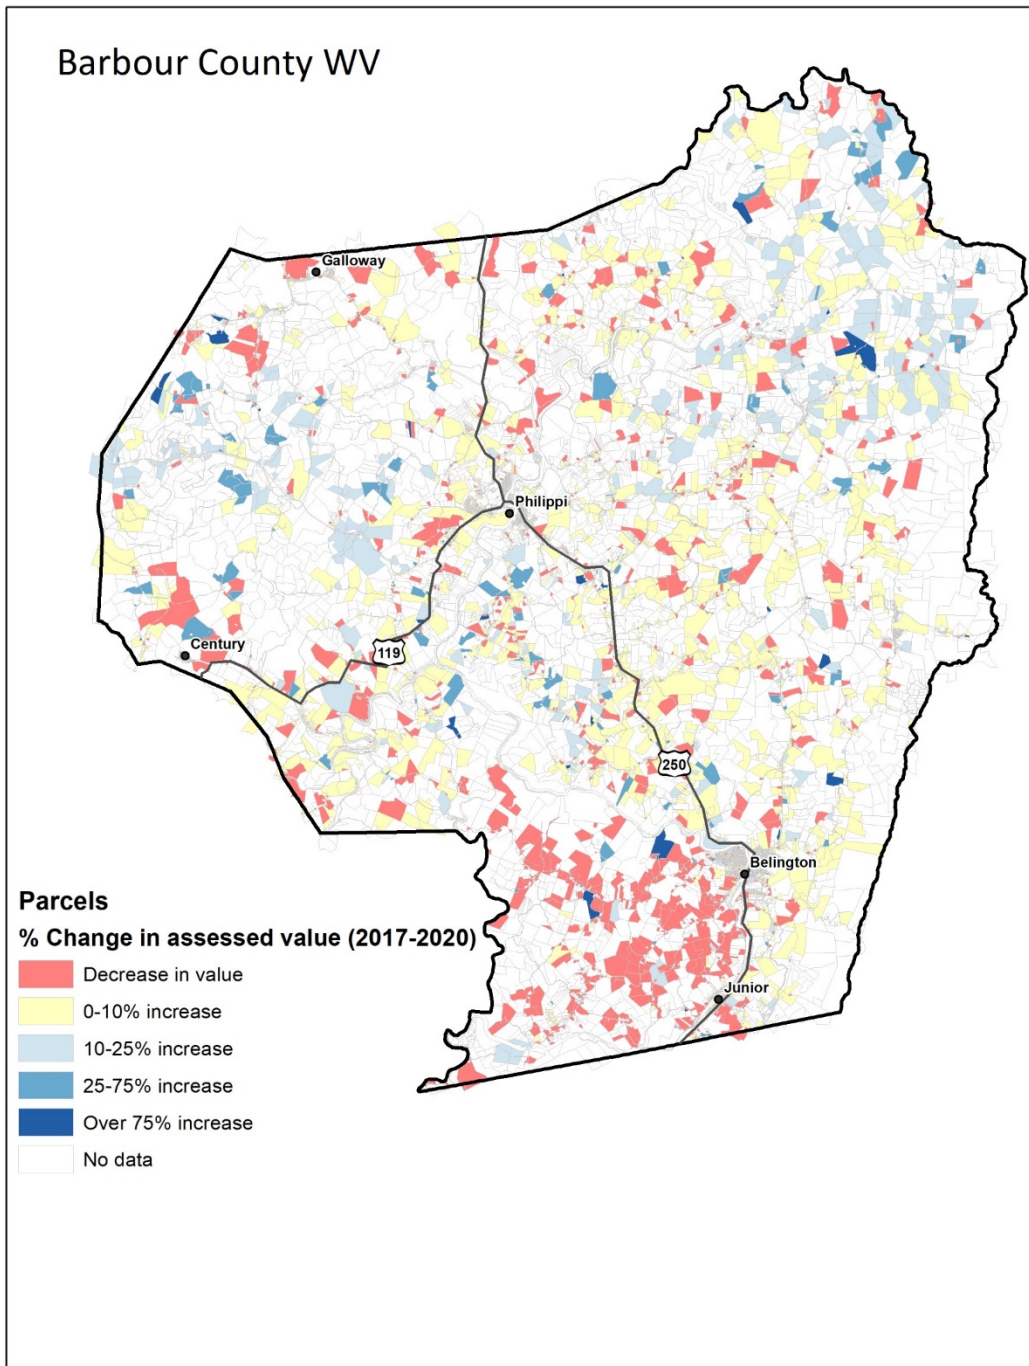 Barbour County WV
Galloway
Philippi
Century
119
250
Belington
Junior
Parcels
% Change in assessed value (2017-2020)
Decrease in value
0-10% increase
10-25% increase
25-75% increase
Over 75% increase
No data